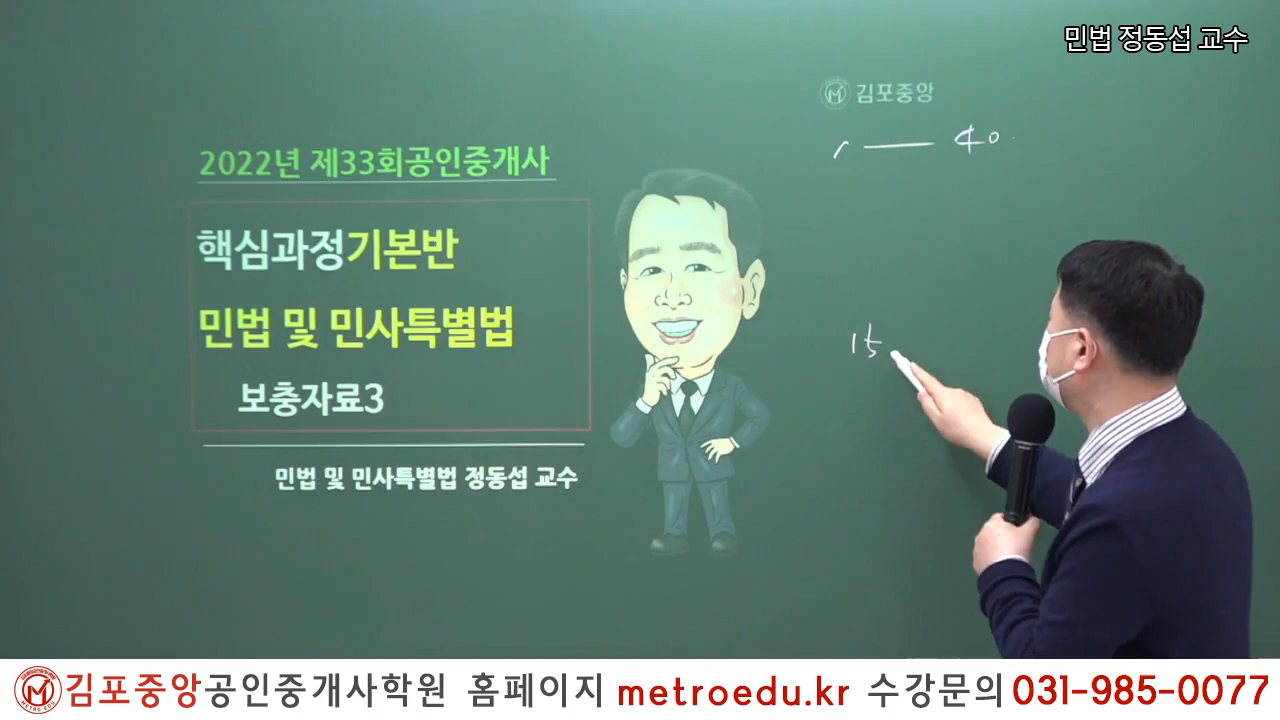 민법 정동섭 교수
김포중앙
1 — 40
2022년 제33회공인중개사
핵심과정기본반
민법 및 민사특별법
보충자료3
15
민법 및 민사특별법 정동섭 교수
METRO EDU 김포중앙공인중개사학원 홈페이지 metroedu.kr 수강문의 031-985-0077